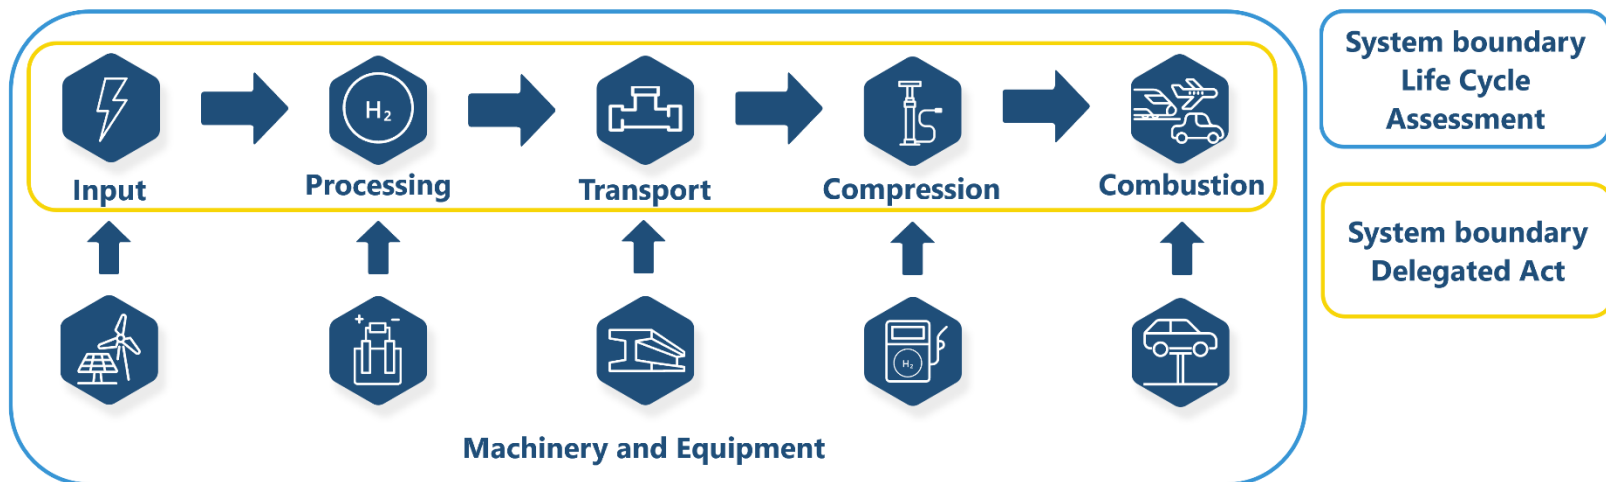 System boundary
Life Cycle
Assessment
H₂
Input
Processing
Transport
Compression
Combustion
System boundary
Delegated Act
+ −
H₂
Machinery and Equipment